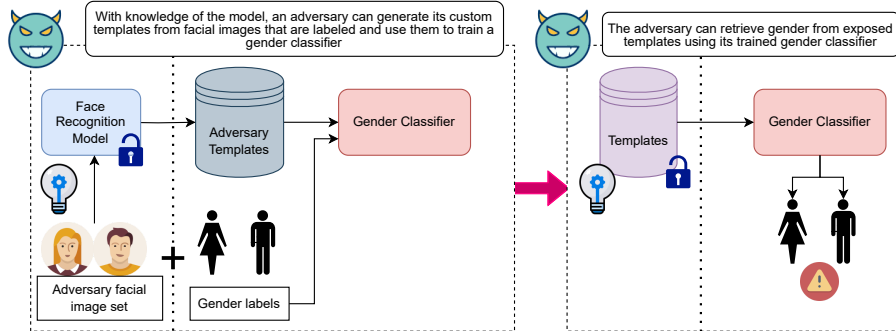 With knowledge of the model, an adversary can generate its custom
templates from facial images that are labeled and use them to train a
gender classifier
Face
Recognition
Model
Adversary
Templates
Gender Classifier
Adversary facial
image set
Gender labels
The adversary can retrieve gender from exposed
templates using its trained gender classifier
Templates
Gender Classifier